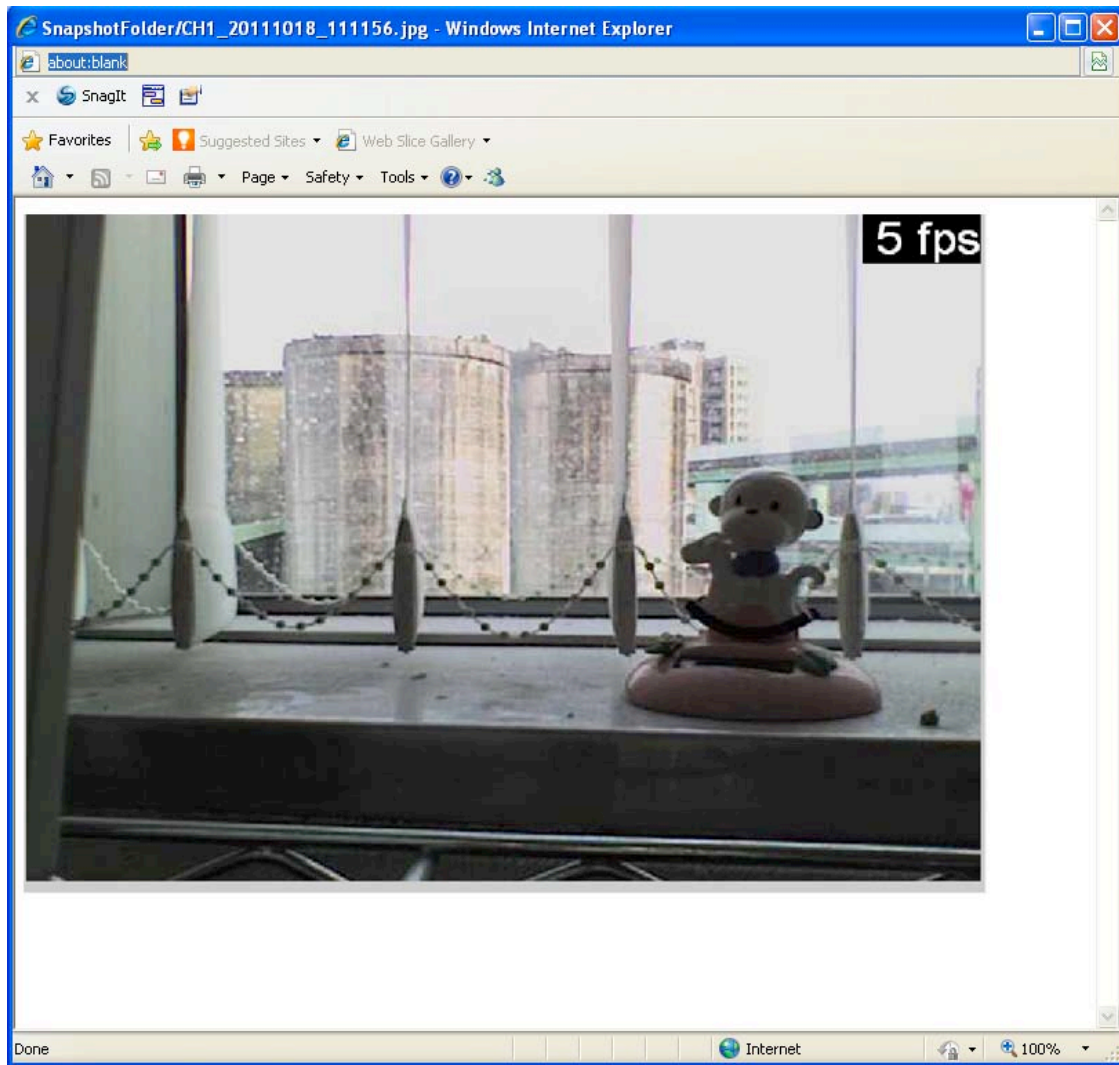 SnapshotFolder/CH1_20111018_111156.jpg - Windows Internet Explorer
about:blank
x SnagIt
Favorites Suggested Sites Web Slice Gallery
Page Safety Tools
5 fps
Done Internet 100%